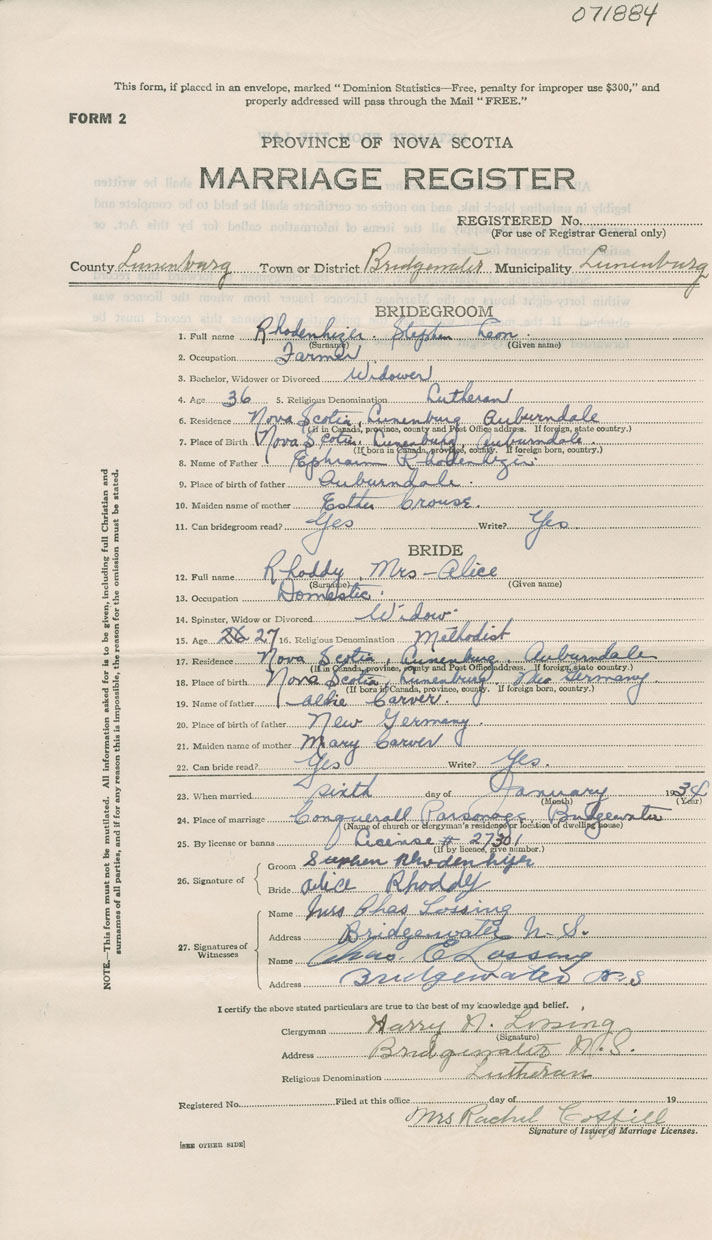 071884
This form, if placed in an envelope, marked "Dominion Statistics—Free, penalty for improper use $300," and
properly addressed will pass through the Mail "FREE."
FORM 2
PROVINCE OF NOVA SCOTIA
MARRIAGE REGISTER
REGISTERED No.
(For use of Registrar General only)
County Lunenburg Town or District Bridgewater Municipality Lunenburg
BRIDEGROOM
1. Full name Rhodenhizer. Stephen Leon.
(Surname) (Given name)
2. Occupation Farmer
3. Bachelor, Widower or Divorced Widower
4. Age 36 5. Religious Denomination Lutheran
6. Residence Nova Scotia, Lunenburg Auburndale
(If in Canada, province, county and Post Office address. If foreign, state country.)
7. Place of Birth Nova Scotia, Lunenburg, Auburndale.
(If born in Canada, province, county. If foreign born, country.)
8. Name of Father Ephraim Rhodenhizer
9. Place of birth of father Auburndale.
10. Maiden name of mother Esther Crouse.
11. Can bridegroom read? Yes Write? Yes
BRIDE
12. Full name Rhoddy, Mrs - Alice
(Surname) (Given name)
13. Occupation Domestic.
14. Spinster, Widow or Divorced Widow
15. Age 26 27 16. Religious Denomination Methodist
17. Residence Nova Scotia, Lunenburg, Auburndale
(If in Canada, province, county and Post Office address. If foreign, state country.)
18. Place of birth Nova Scotia, Lunenburg, New Germany.
(If born in Canada, province, county. If foreign born, country.)
19. Name of father Carver.
20. Place of birth of father New Germany.
21. Maiden name of mother Mary Carver
22. Can bride read? Yes Write? Yes.
23. When married sixth day of January 1934
(Month) (Year)
24. Place of marriage Conquerall Parsonage Bridgewater
(Name of church or clergyman's residence or location of dwelling house)
25. By license or banns License # 27301
(If by licence, give number.)
26. Signature of Groom Stephen Rhodenhizer
Bride Alice Rhoddy
27. Signatures of Witnesses Name Mrs Chas Lossing
Address Bridgewater N. S.
Name Chas. E Lossing
Address Bridgewater N.S
I certify the above stated particulars are true to the best of my knowledge and belief.
Clergyman Harry N. Lossing
(Signature)
Address Bridgewater N.S.
Religious Denomination Lutheran
Registered No. Filed at this office day of 19
Mrs Rachel
Signature of Issuer of Marriage Licenses.
[SEE OTHER SIDE]
NOTE.—This form must not be mutilated. All information asked for is to be given, including full Christian and
surnames of all parties, and if for any reason this is impossible, the reason for the omission must be stated.